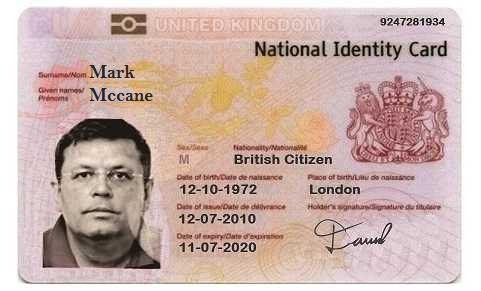 UNITED KINGDOM
9247281934
National Identity Card
Surname/Nom Mark
Given names/ Mccane
Prénoms
Sex/Sexe Nationality/Nationalité
M British Citizen
Date of birth/Date de naissance Place of birth/Lieu de naissance
12-10-1972 London
Date of issue/Date de délivrance Holder's signature/Signature du titulaire
12-07-2010
Date of expiry/Date d'expiration
11-07-2020
David